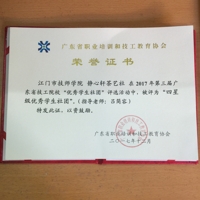 广东省职业培训和技工教育协会
荣誉证书
江门市技师学院 静心轩茶艺社 在2017年第三届广
东省技工院校“优秀学生社团”评选活动中，被评为“四星
级优秀学生社团”。（指导老师：吕简富）
特发此证，以资鼓励。
广东省职业培训和技工教育协会
二〇一七年十二月